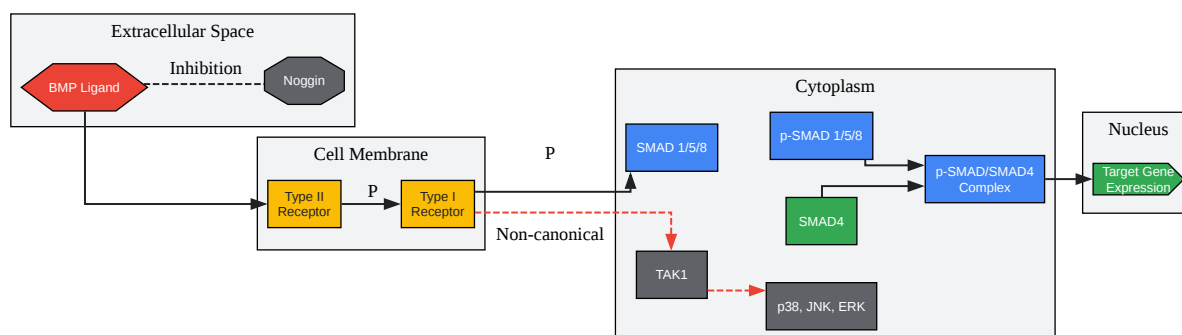 Extracellular Space
Inhibition
BMP Ligand
Noggin
Cell Membrane
Type II
Receptor
P
Type I
Receptor
P
Non-canonical
Cytoplasm
SMAD 1/5/8
p-SMAD 1/5/8
SMAD4
p-SMAD/SMAD4
Complex
TAK1
p38, JNK, ERK
Nucleus
Target Gene
Expression